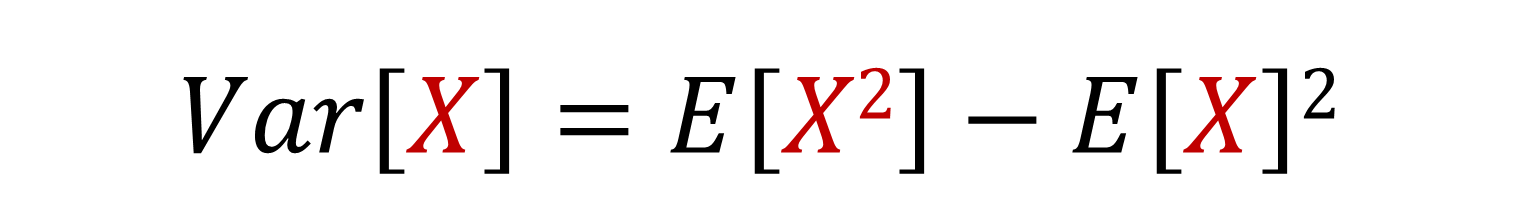 Var[X] = E[X²] − E[X]²